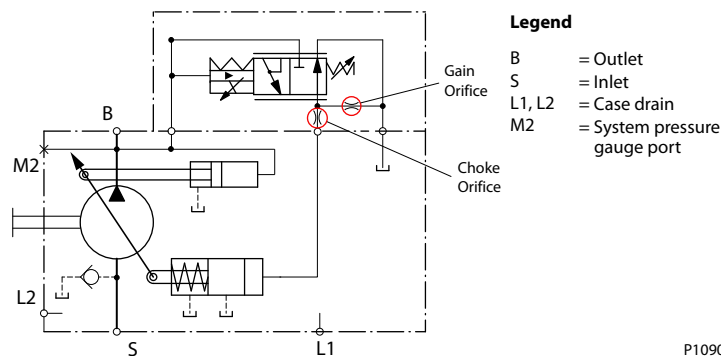 Legend
B = Outlet
S = Inlet
L1, L2 = Case drain
M2 = System pressure
gauge port
Gain
Orifice
Choke
Orifice
B
M2
L2
S
L1
P1090